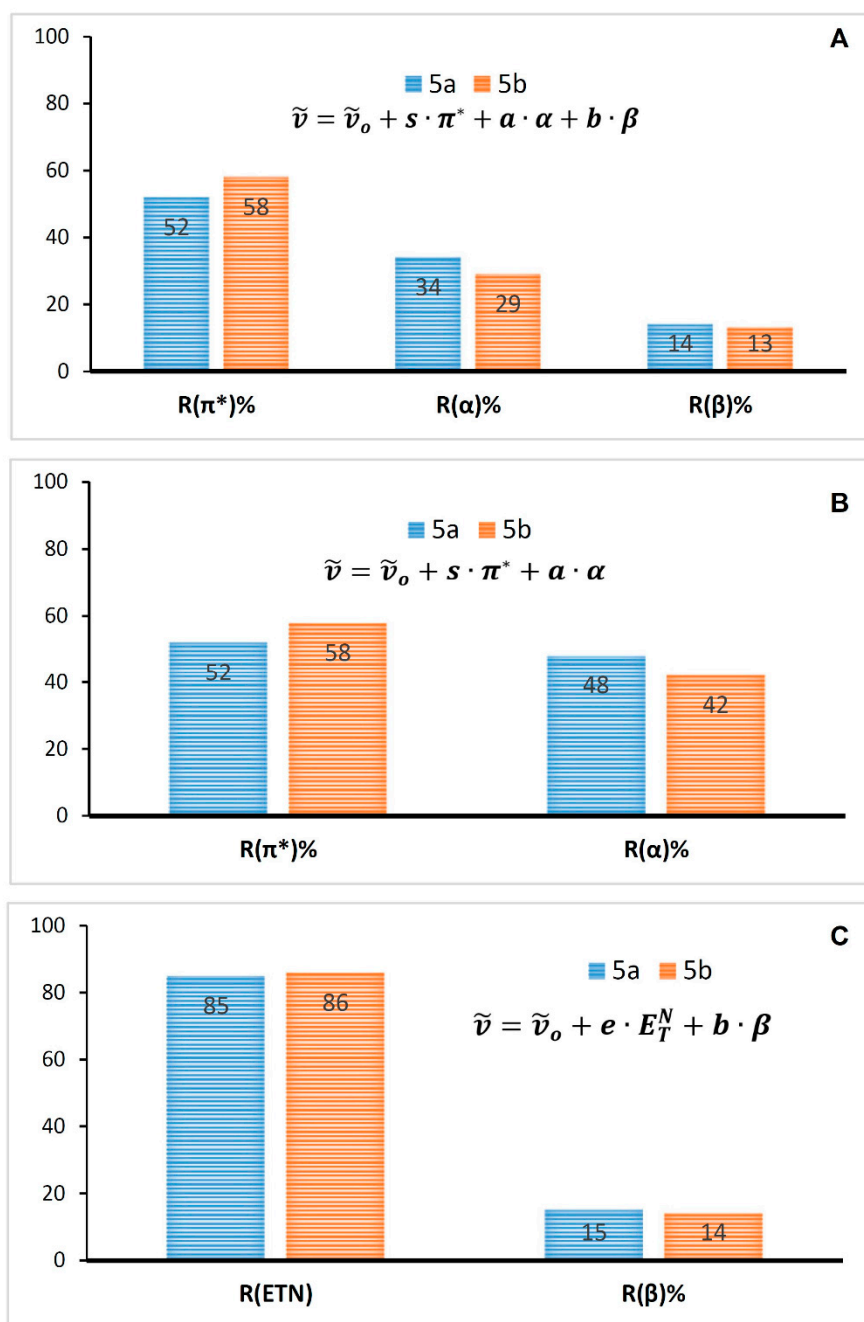 A
100
80
60
40
20
0
5a 5b
ṽ = ṽₒ + s · π* + a · α + b · β
52 58 34 29 14 13
R(π*)% R(α)% R(β)%
B
100
80
60
40
20
0
5a 5b
ṽ = ṽₒ + s · π* + a · α
52 58 48 42
R(π*)% R(α)%
C
100
80
60
40
20
0
5a 5b
ṽ = ṽₒ + e · E_T^N + b · β
85 86 15 14
R(ETN) R(β)%